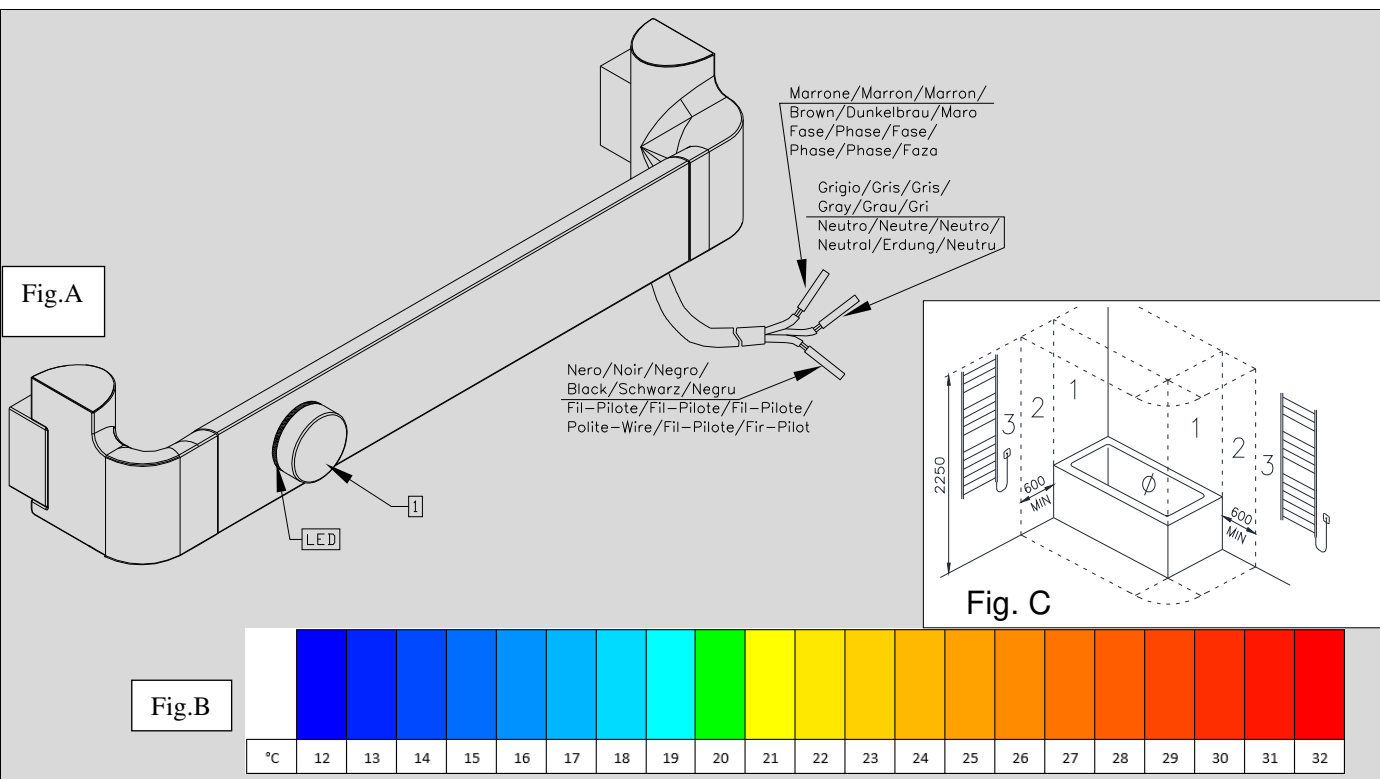 Marrone/Marron/Marron/
Brown/Dunkelbrau/Maro
Fase/Phase/Fase/
Phase/Phase/Faza
Grigio/Gris/Gris/
Gray/Grau/Gri
Neutro/Neutre/Neutro/
Neutral/Erdung/Neutru
Fig.A
Nero/Noir/Negro/
Black/Schwarz/Negru
Fil-Pilote/Fil-Pilote/Fil-Pilote/
Polite-Wire/Fil-Pilote/Fir-Pilot
1
LED
2250
3
2
1
1
2
3
600
MIN
600
MIN
Fig. C
Fig.B
°C 12 13 14 15 16 17 18 19 20 21 22 23 24 25 26 27 28 29 30 31 32